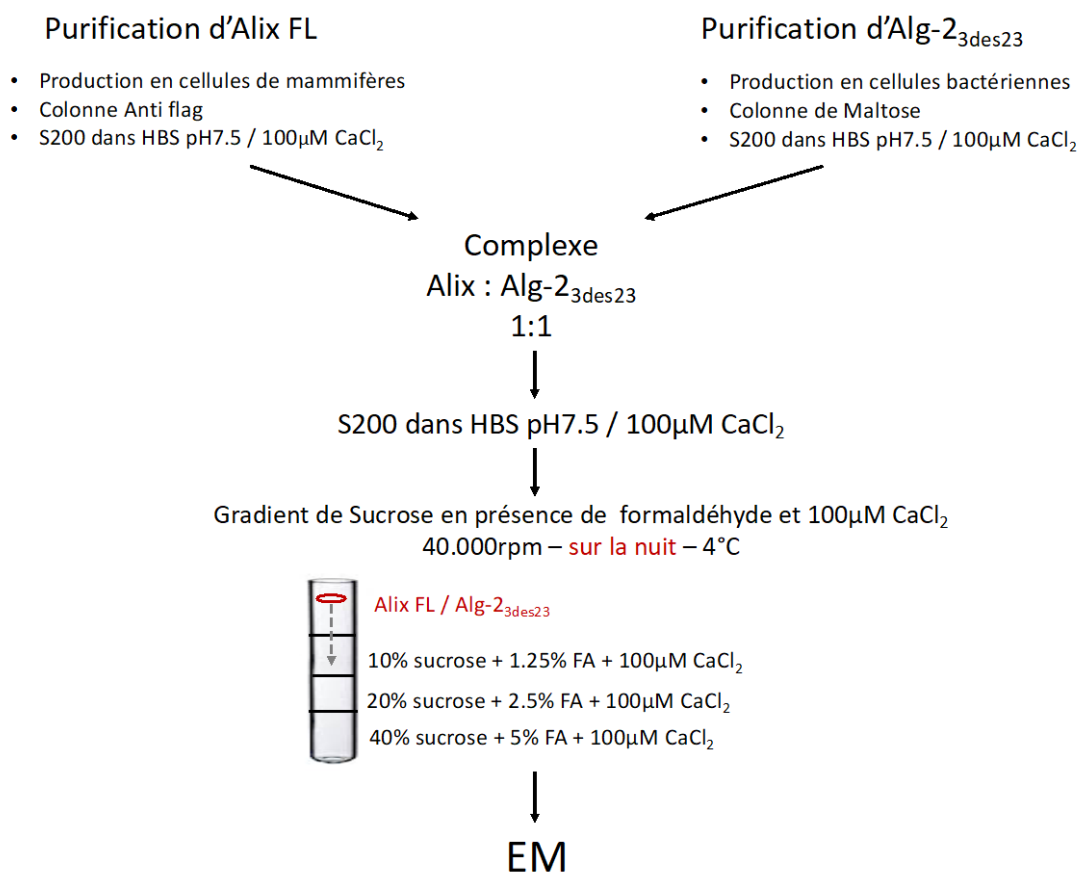 Purification d'Alix FL
• Production en cellules de mammifères
• Colonne Anti flag
• S200 dans HBS pH7.5 / 100µM CaCl₂
Purification d'Alg-2₃des₂₃
• Production en cellules bactériennes
• Colonne de Maltose
• S200 dans HBS pH7.5 / 100µM CaCl₂
Complexe
Alix : Alg-2₃des₂₃
1:1
S200 dans HBS pH7.5 / 100µM CaCl₂
Gradient de Sucrose en présence de formaldéhyde et 100µM CaCl₂
40.000rpm – sur la nuit – 4°C
Alix FL / Alg-2₃des₂₃
10% sucrose + 1.25% FA + 100µM CaCl₂
20% sucrose + 2.5% FA + 100µM CaCl₂
40% sucrose + 5% FA + 100µM CaCl₂
EM